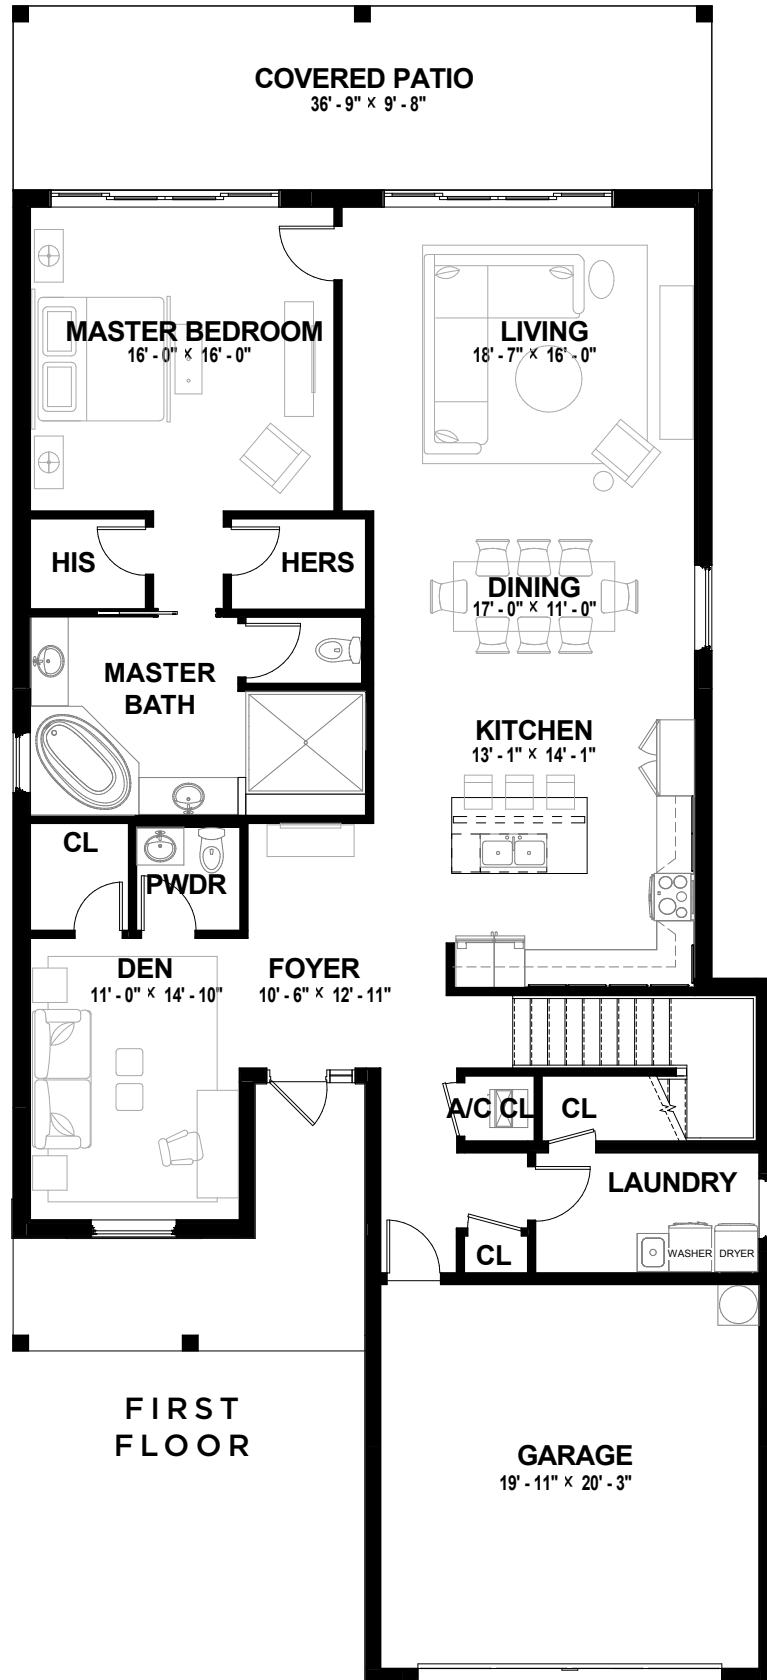 COVERED PATIO
36' - 9" × 9' - 8"
MASTER BEDROOM
16' - 0" × 16' - 0"
LIVING
18' - 7" × 16' - 0"
HIS
HERS
DINING
17' - 0" × 11' - 0"
MASTER
BATH
KITCHEN
13' - 1" × 14' - 1"
CL
PWDR
DEN
11' - 0" × 14' - 10"
FOYER
10' - 6" × 12' - 11"
A/C CL
CL
LAUNDRY
CL
WASHER
DRYER
FIRST
FLOOR
GARAGE
19' - 11" × 20' - 3"